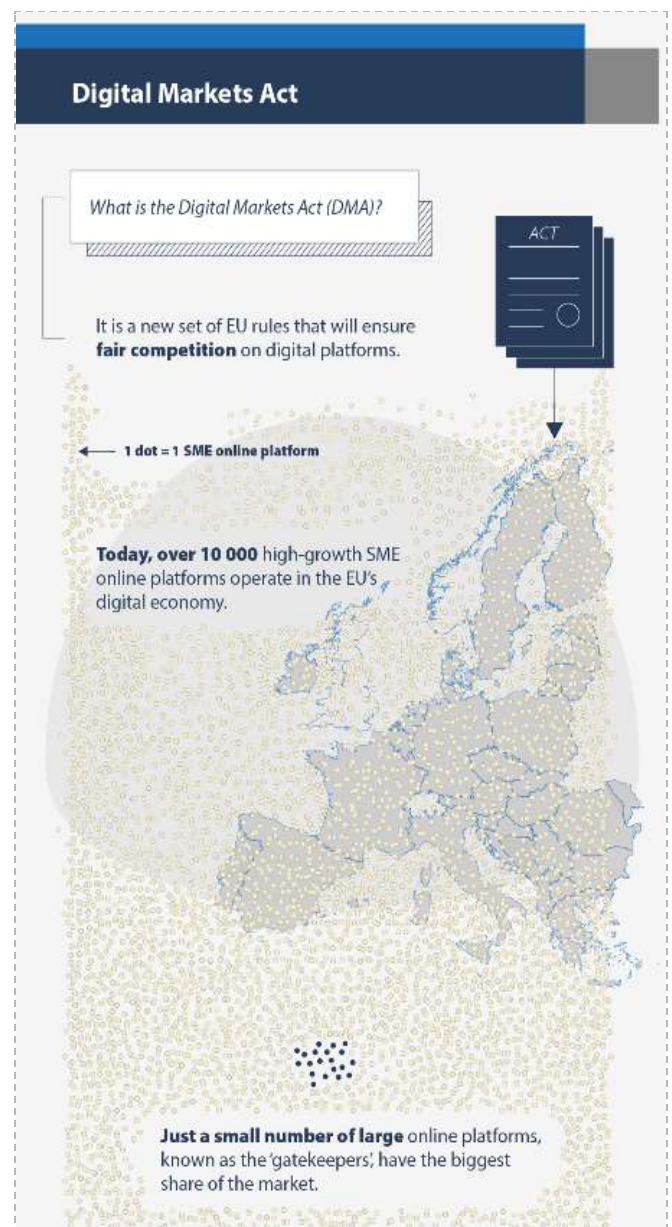 Digital Markets Act
What is the Digital Markets Act (DMA)?
ACT
It is a new set of EU rules that will ensure
fair competition on digital platforms.
1 dot = 1 SME online platform
Today, over 10 000 high-growth SME
online platforms operate in the EU's
digital economy.
Just a small number of large online platforms,
known as the 'gatekeepers', have the biggest
share of the market.